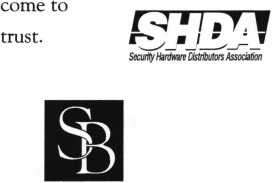 come to
trust.
SHDA
Security Hardware Distributors Association
SB